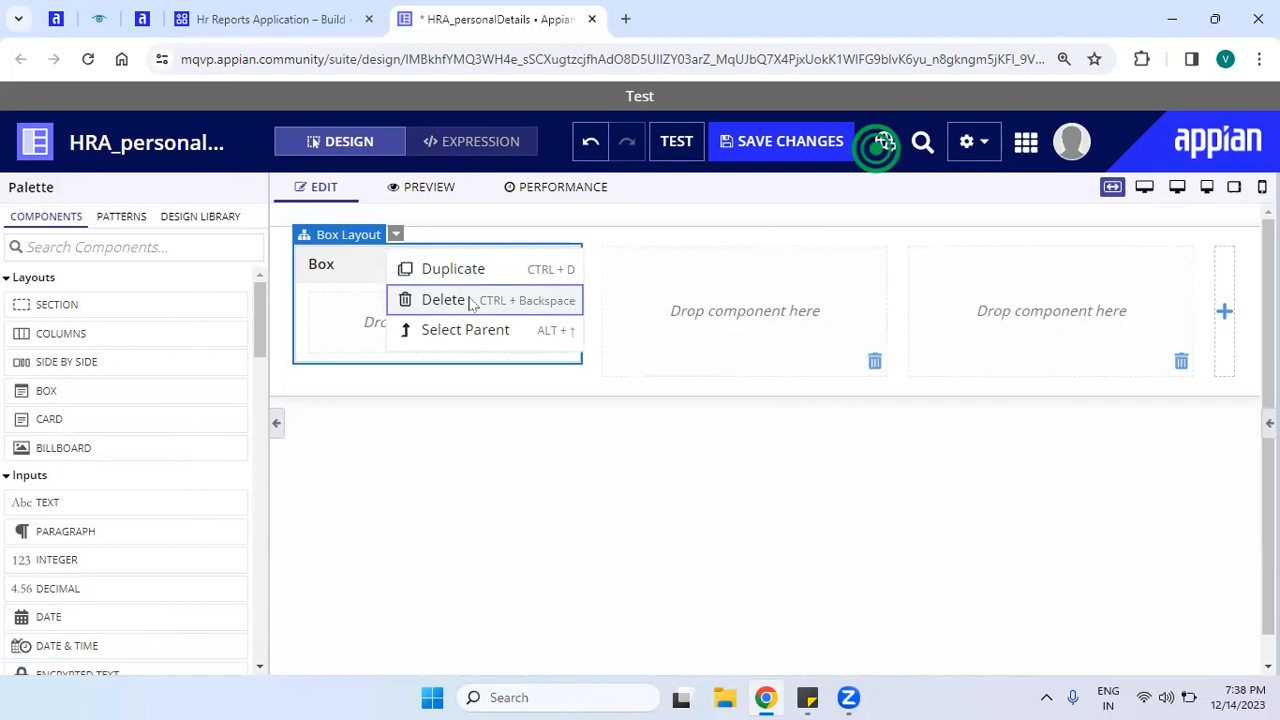 Hr Reports Application – Build
* HRA_personalDetails • Appian
mqvp.appian.community/suite/design/lMBkhfYMQ3WH4e_sSCXugtzcjfhAdO8D5UIIZY03arZ_MqUJbQ7X4PjxUokK1WIFG9blvK6yu_n8gkngm5jKFl_9V...
Test
HRA_personal...
DESIGN
EXPRESSION
TEST
SAVE CHANGES
appian
Palette
EDIT
PREVIEW
PERFORMANCE
COMPONENTS
PATTERNS
DESIGN LIBRARY
Search Components...
Layouts
SECTION
COLUMNS
SIDE BY SIDE
BOX
CARD
BILLBOARD
Inputs
Abc TEXT
PARAGRAPH
123 INTEGER
4.56 DECIMAL
DATE
DATE & TIME
ENCRYPTED TEXT
Box Layout
Box
Duplicate CTRL + D
Delete CTRL + Backspace
Select Parent ALT + ↑
Drop component here
Drop component here
Search
ENG
IN
7:38 PM
12/14/2023